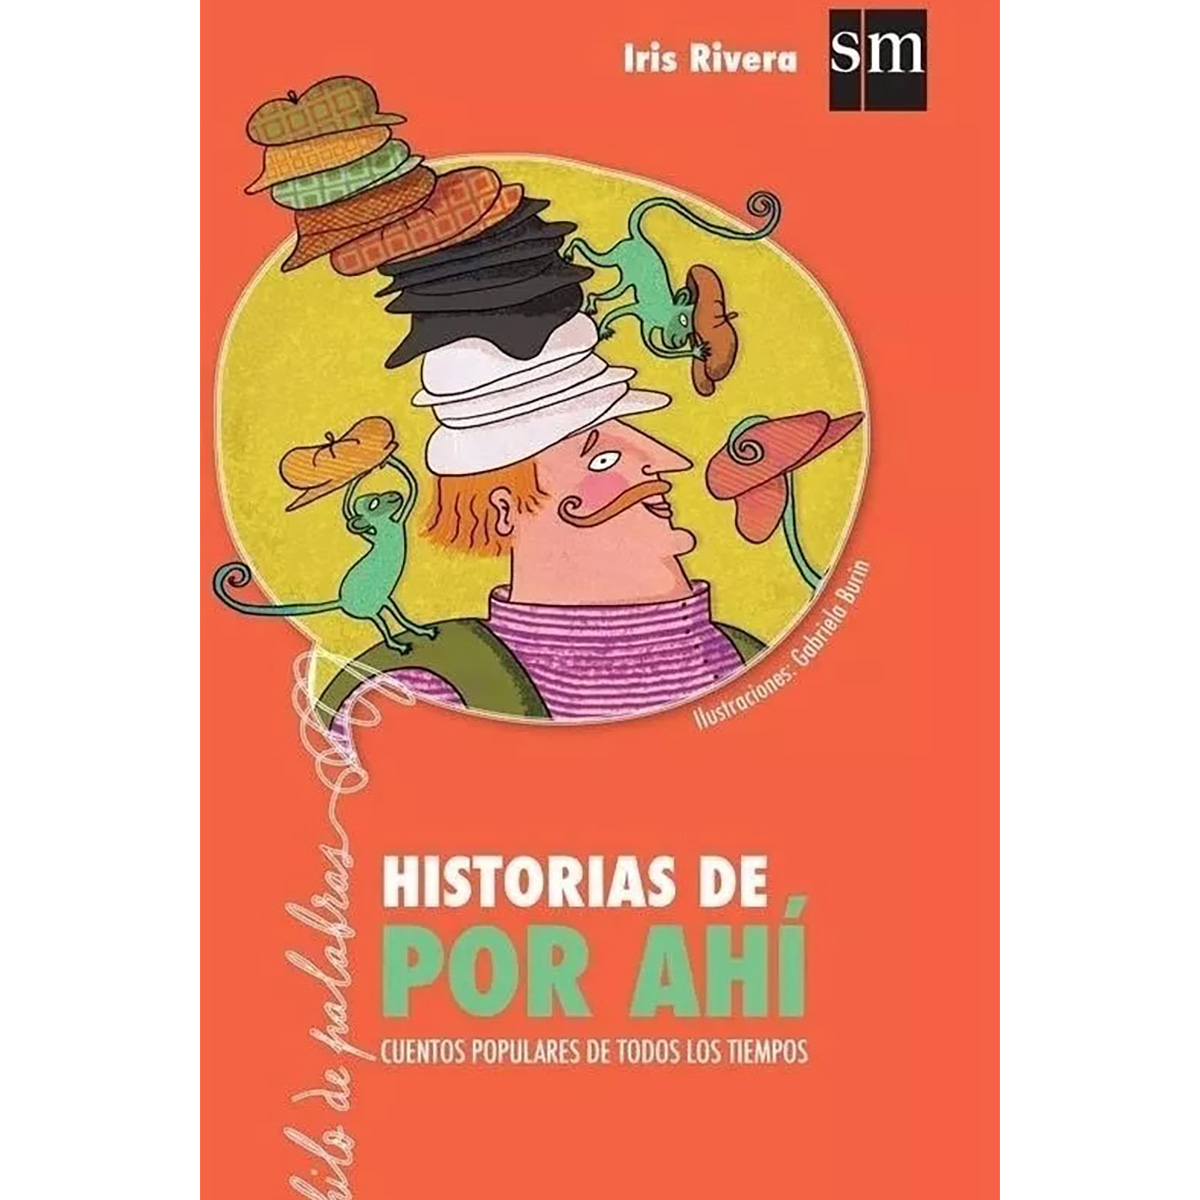 Iris Rivera
sm
Ilustraciones: Gabriela Burin
HISTORIAS DE
POR AHÍ
CUENTOS POPULARES DE TODOS LOS TIEMPOS
hilo de palabras